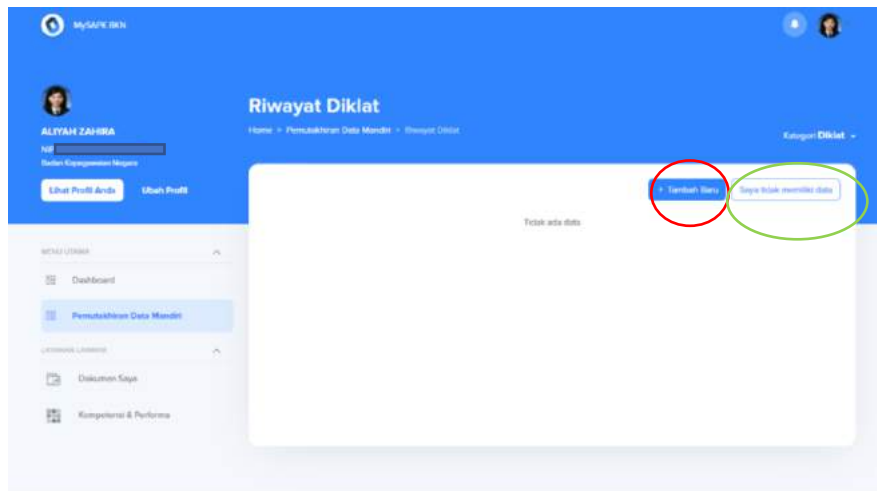 MySAPK BKN
ALIYAH ZAHIRA
NIP
Badan Kepegawaian Negara
Lihat Profil Anda Ubah Profil
Riwayat Diklat
Home > Pemutakhiran Data Mandiri > Riwayat Diklat
Kategori Diklat
+ Tambah Baru Saya tidak memiliki data
Tidak ada data
MENU UTAMA
Dashboard
Pemutakhiran Data Mandiri
LAYANAN
Dokumen Saya
Kompetensi & Performa